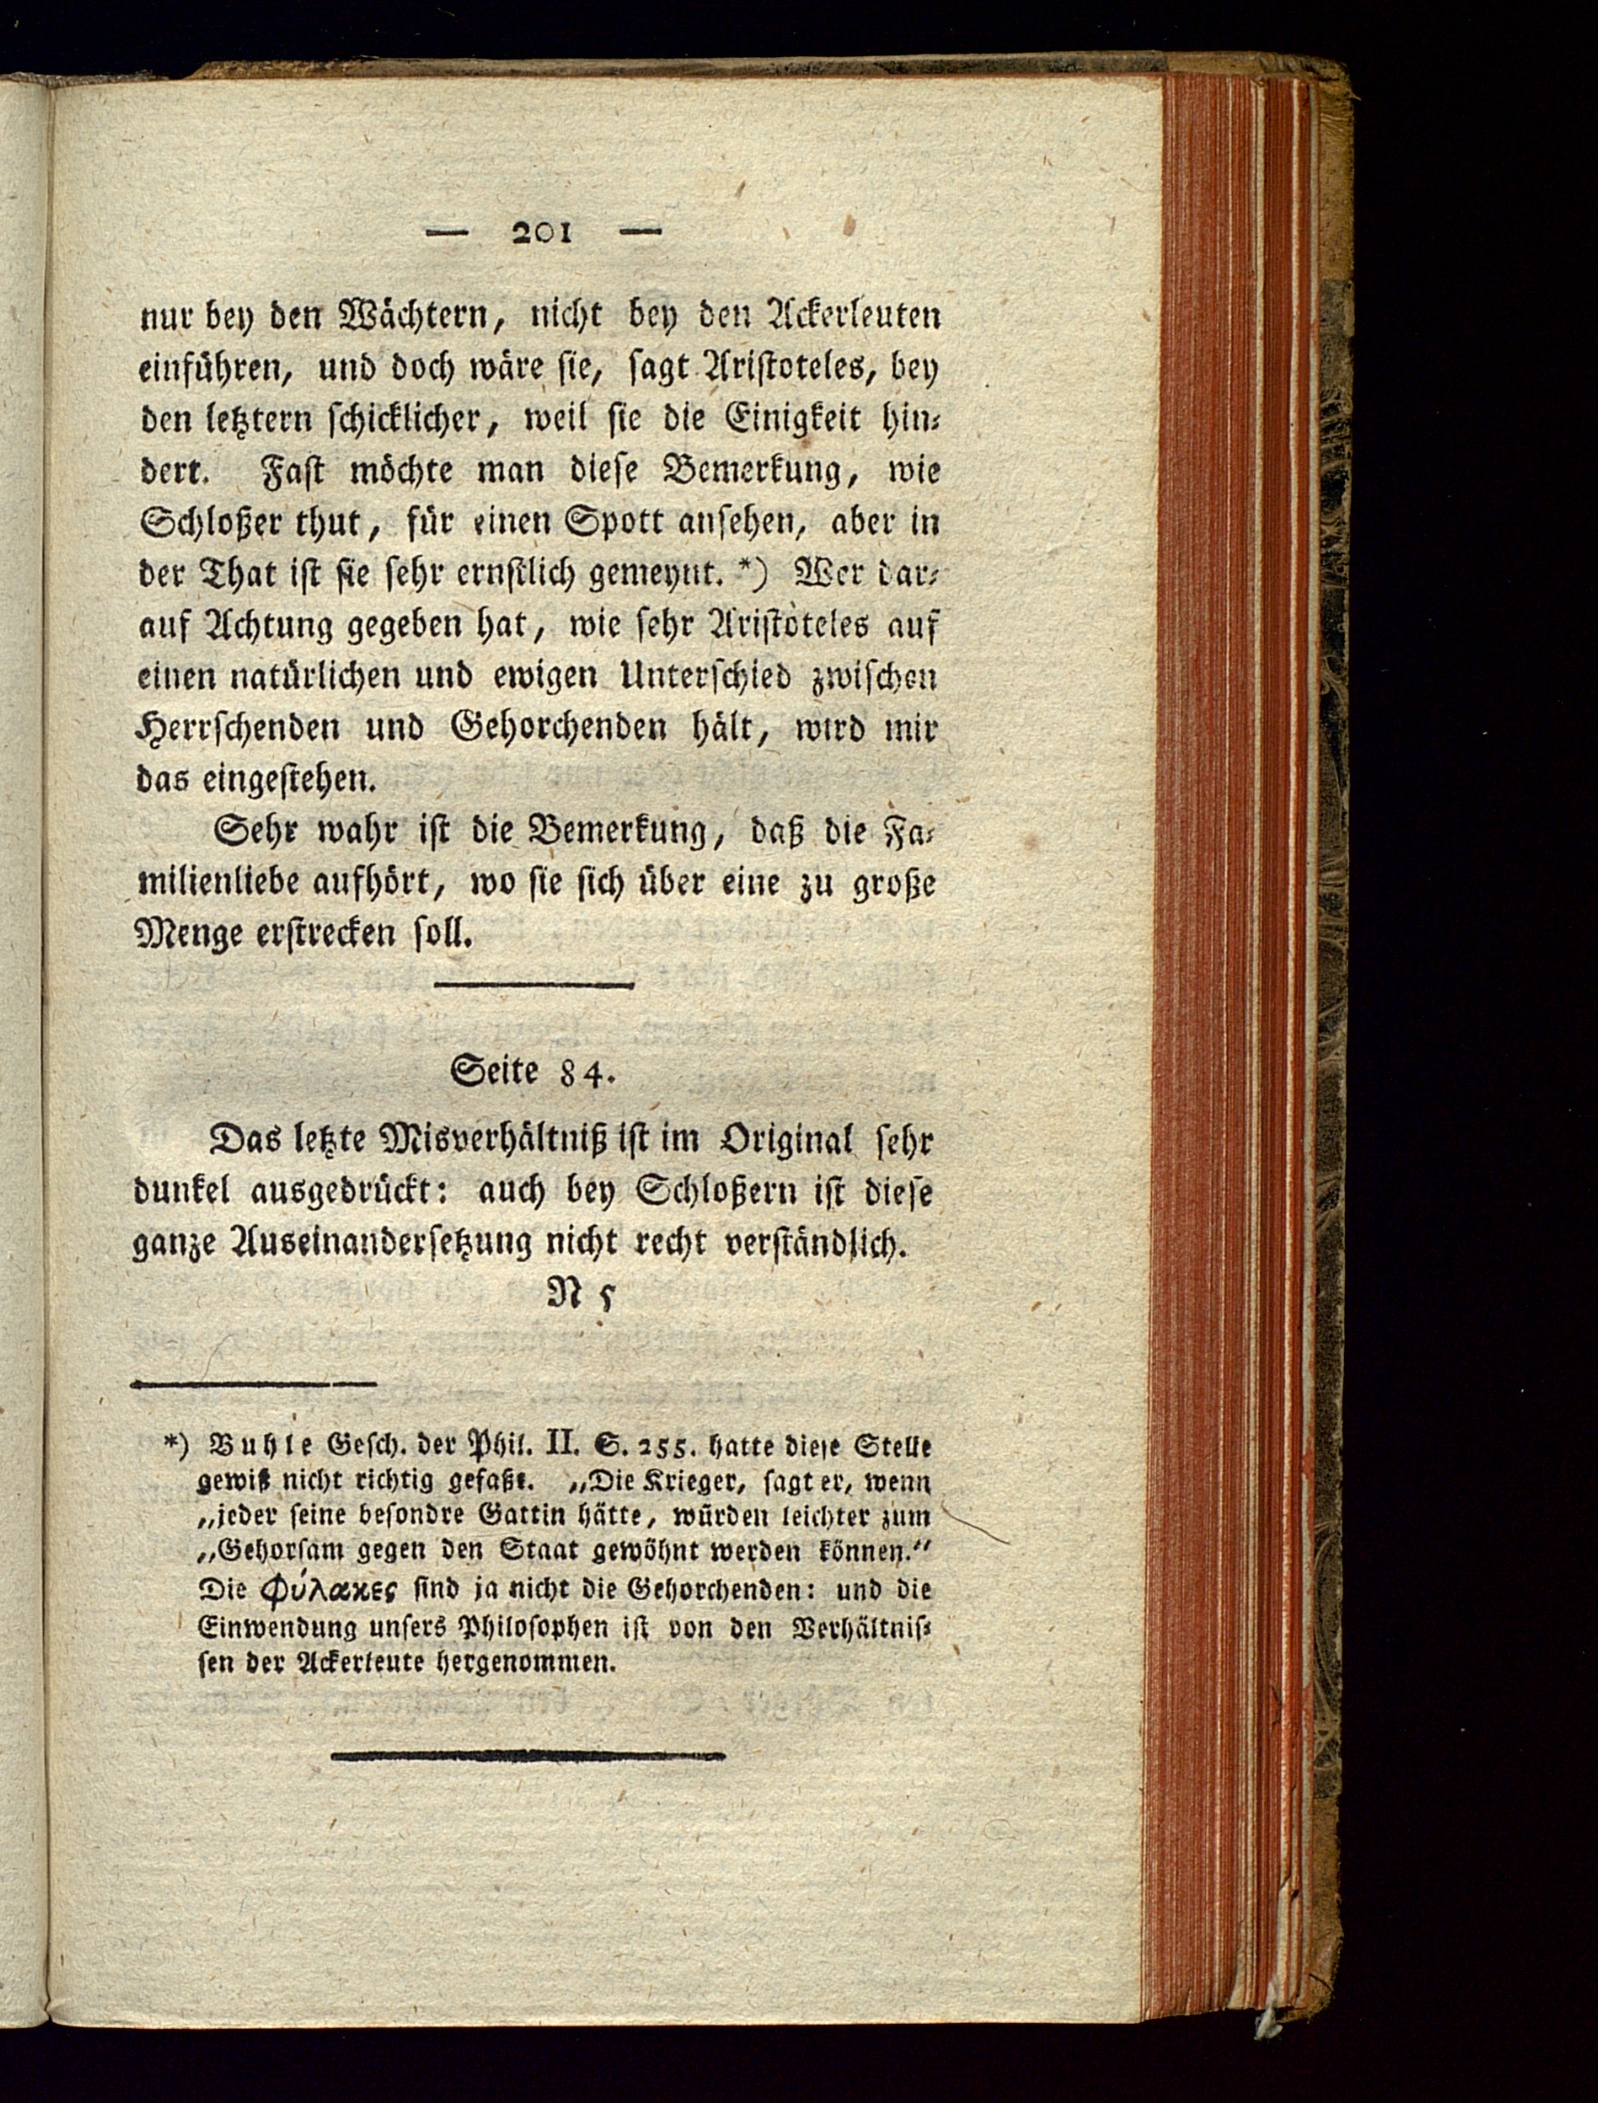 — 201 —
nur bey den Wächtern, nicht bey den Ackerleuten
einführen, und doch wäre sie, sagt Aristoteles, bey
den letztern schicklicher, weil sie die Einigkeit hin⸗
dert. Fast möchte man diese Bemerkung, wie
Schloßer thut, für einen Spott ansehen, aber in
der That ist sie sehr ernstlich gemeynt. *) Wer dar⸗
auf Achtung gegeben hat, wie sehr Aristoteles auf
einen natürlichen und ewigen Unterschied zwischen
Herrschenden und Gehorchenden hält, wird mir
das eingestehen.
Sehr wahr ist die Bemerkung, daß die Fa⸗
milienliebe aufhört, wo sie sich über eine zu große
Menge erstrecken soll.
Seite 84.
Das letzte Misverhältniß ist im Original sehr
dunkel ausgedrückt: auch bey Schloßern ist diese
ganze Auseinandersetzung nicht recht verständlich.
N 5
*) Buhle Gesch. der Phil. II. S. 255. hatte diese Stelle
gewiß nicht richtig gefaßt. „Die Krieger, sagt er, wenn
„jeder seine besondre Gattin hätte, würden leichter zum
„Gehorsam gegen den Staat gewöhnt werden können.“
Die Φύλακες sind ja nicht die Gehorchenden: und die
Einwendung unsers Philosophen ist von den Verhältnis⸗
sen der Ackerleute hergenommen.